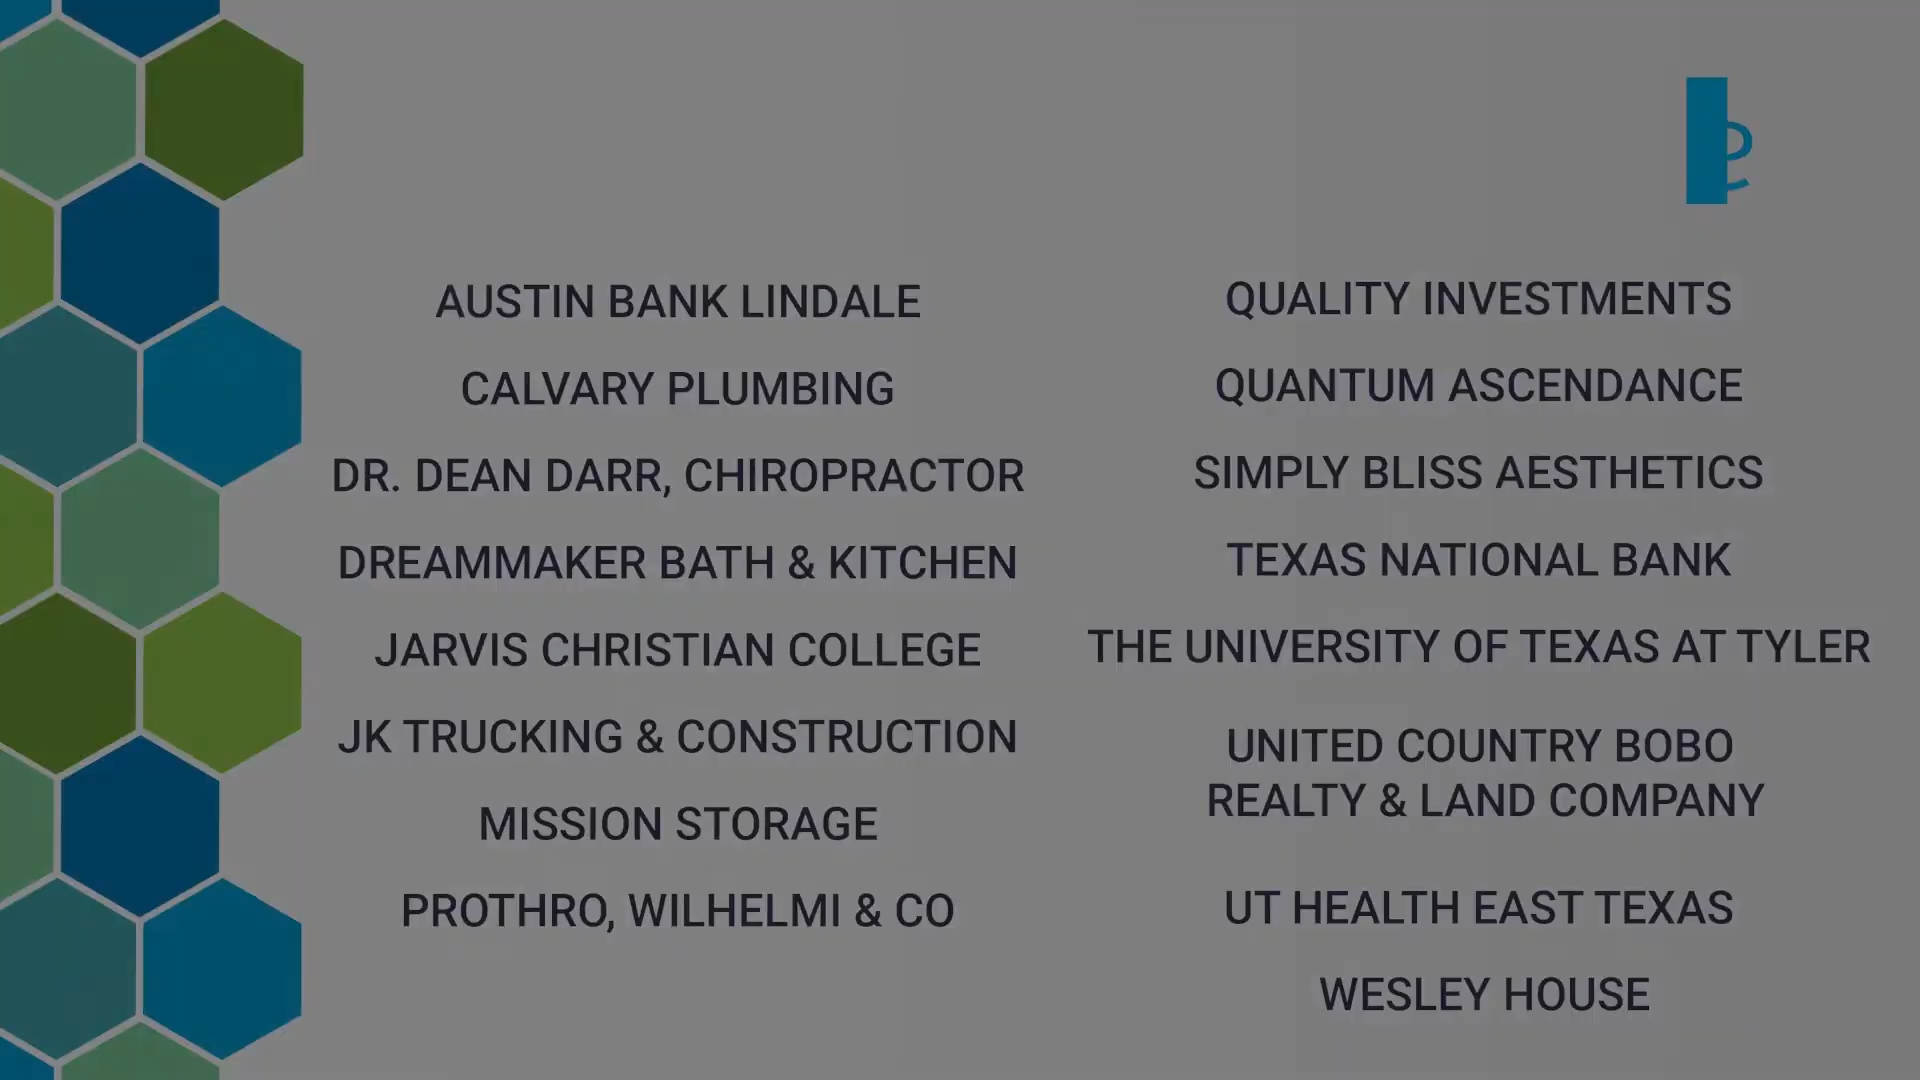 AUSTIN BANK LINDALE
CALVARY PLUMBING
DR. DEAN DARR, CHIROPRACTOR
DREAMMAKER BATH & KITCHEN
JARVIS CHRISTIAN COLLEGE
JK TRUCKING & CONSTRUCTION
MISSION STORAGE
PROTHRO, WILHELMI & CO
QUALITY INVESTMENTS
QUANTUM ASCENDANCE
SIMPLY BLISS AESTHETICS
TEXAS NATIONAL BANK
THE UNIVERSITY OF TEXAS AT TYLER
UNITED COUNTRY BOBO
REALTY & LAND COMPANY
UT HEALTH EAST TEXAS
WESLEY HOUSE